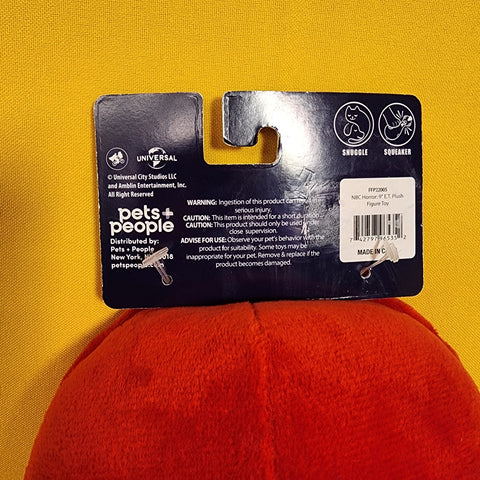 UNIVERSAL
© Universal City Studios LLC
and Amblin Entertainment, Inc.
All Right Reserved.
pets+
people
Distributed by:
Pets + People
New York,
petspeople
WARNING: Ingestion of this product can result in
serious injury.
CAUTION: This item is intended for a short duration
CAUTION: This product should only be used under
close supervision.
ADVISE FOR USE: Observe your pet's behavior with the
product for suitability. Some toys may be
inappropriate for your pet. Remove & replace if the
product becomes damaged.
SNUGGLE
SQUEAKER
FFP22005
NBC Horror: 9" E.T. Plush
Figure Toy
MADE IN